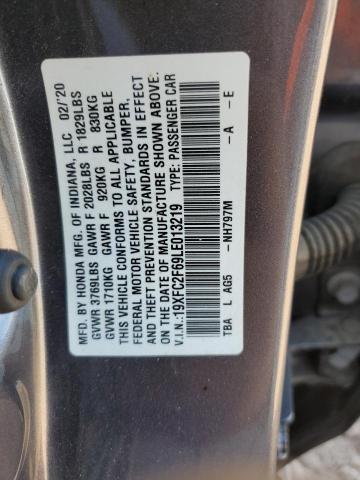 MFD. BY HONDA MFG. OF INDIANA, LLC 02/'20
GVWR 3769LBS GAWR F 2028LBS R 1829LBS
GVWR 1710KG GAWR F 920KG R 830KG
THIS VEHICLE CONFORMS TO ALL APPLICABLE
FEDERAL MOTOR VEHICLE SAFETY, BUMPER,
AND THEFT PREVENTION STANDARDS IN EFFECT
ON THE DATE OF MANUFACTURE SHOWN ABOVE.
V.I.N.:19XFC2F69LE013219 TYPE: PASSENGER CAR
TBA L AG5 -NH797M -A -E